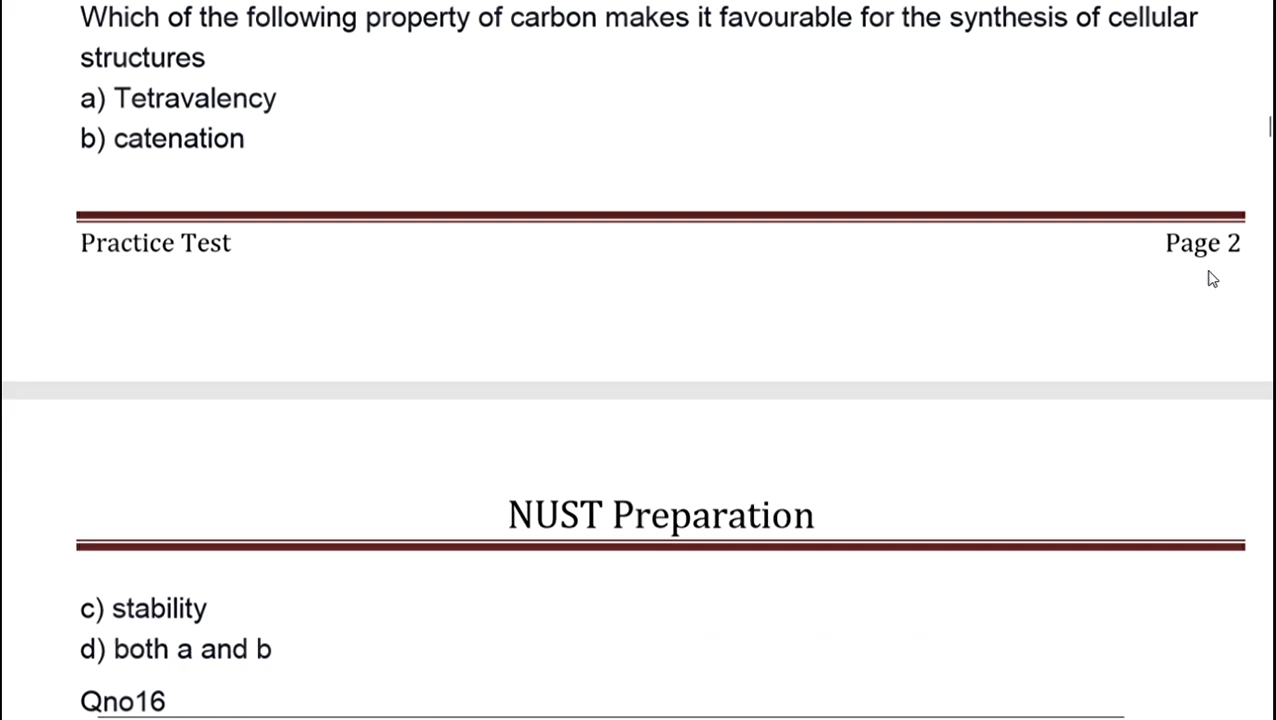 Which of the following property of carbon makes it favourable for the synthesis of cellular
structures
a) Tetravalency
b) catenation
Practice Test Page 2
NUST Preparation
c) stability
d) both a and b
Qno16